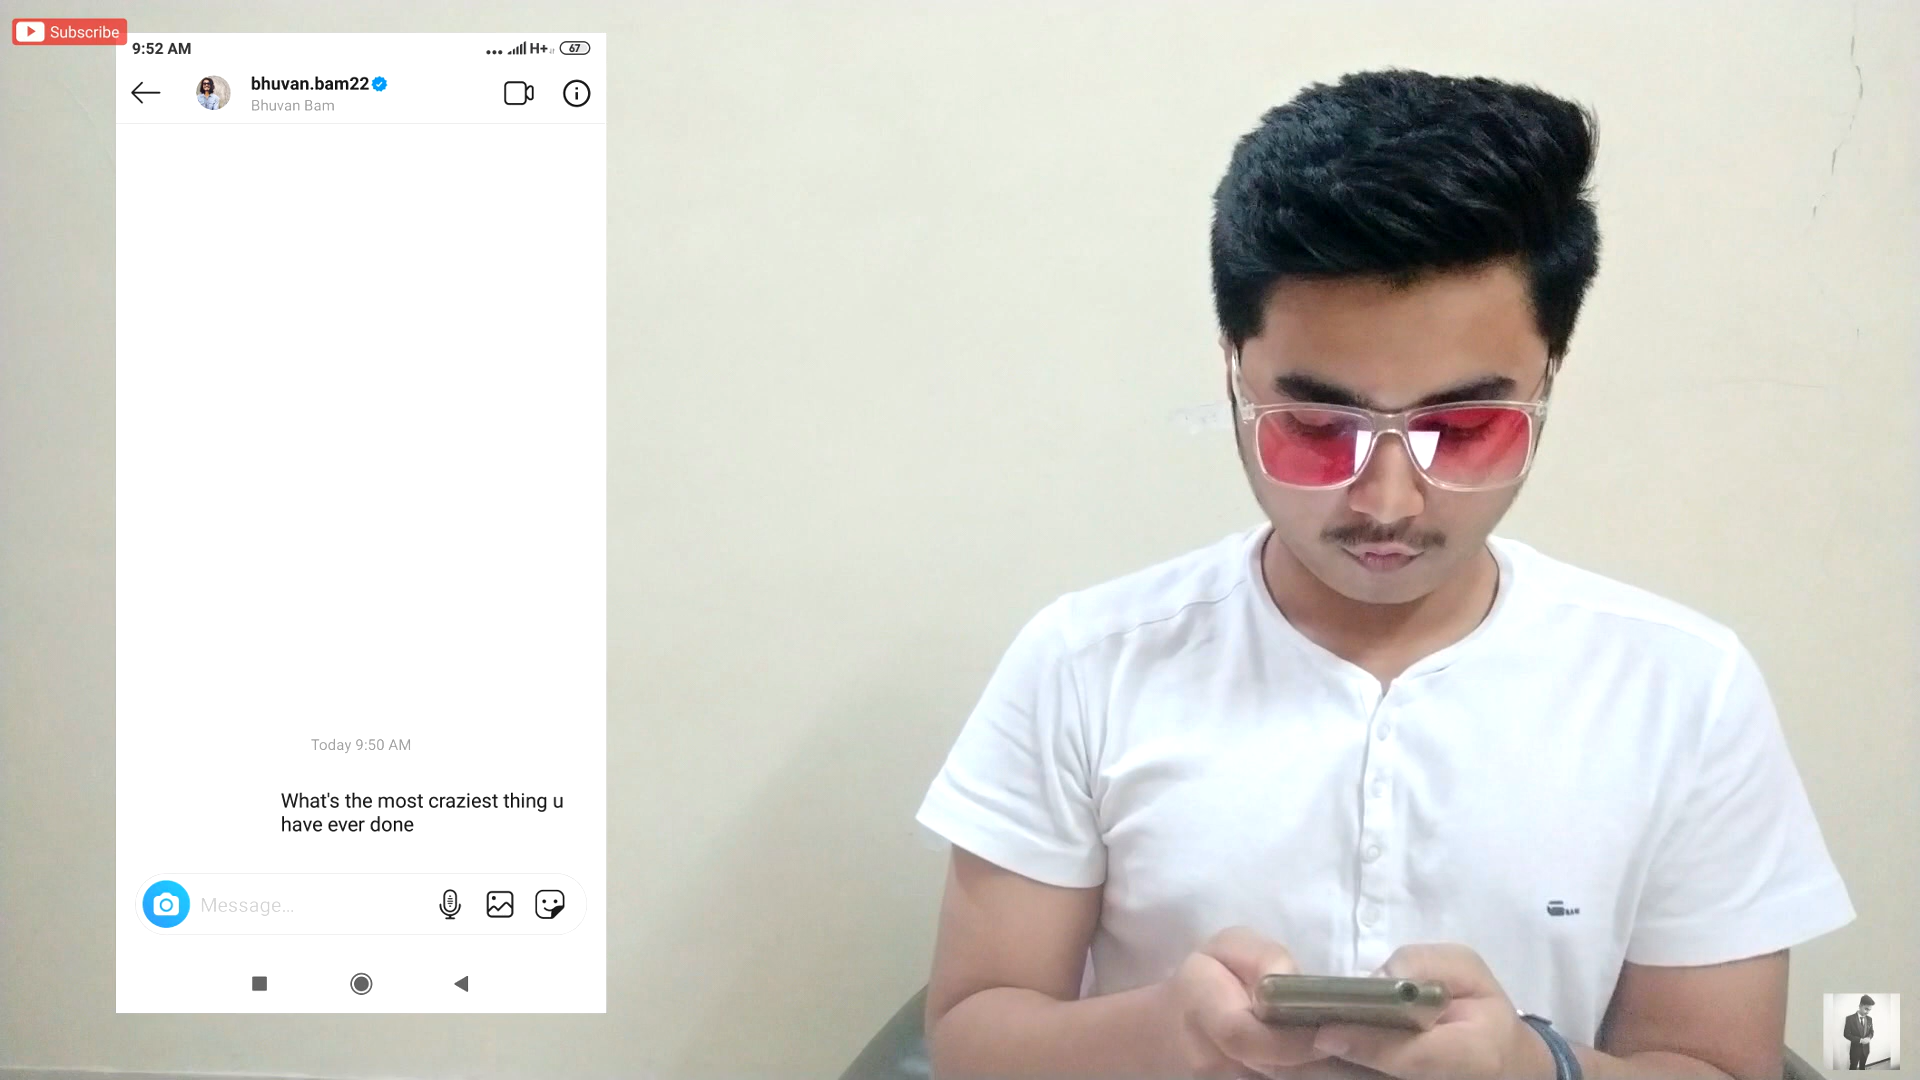 Subscribe
9:52 AM
H+
67
bhuvan.bam22
Bhuvan Bam
Today 9:50 AM
What's the most craziest thing u
have ever done
Message...